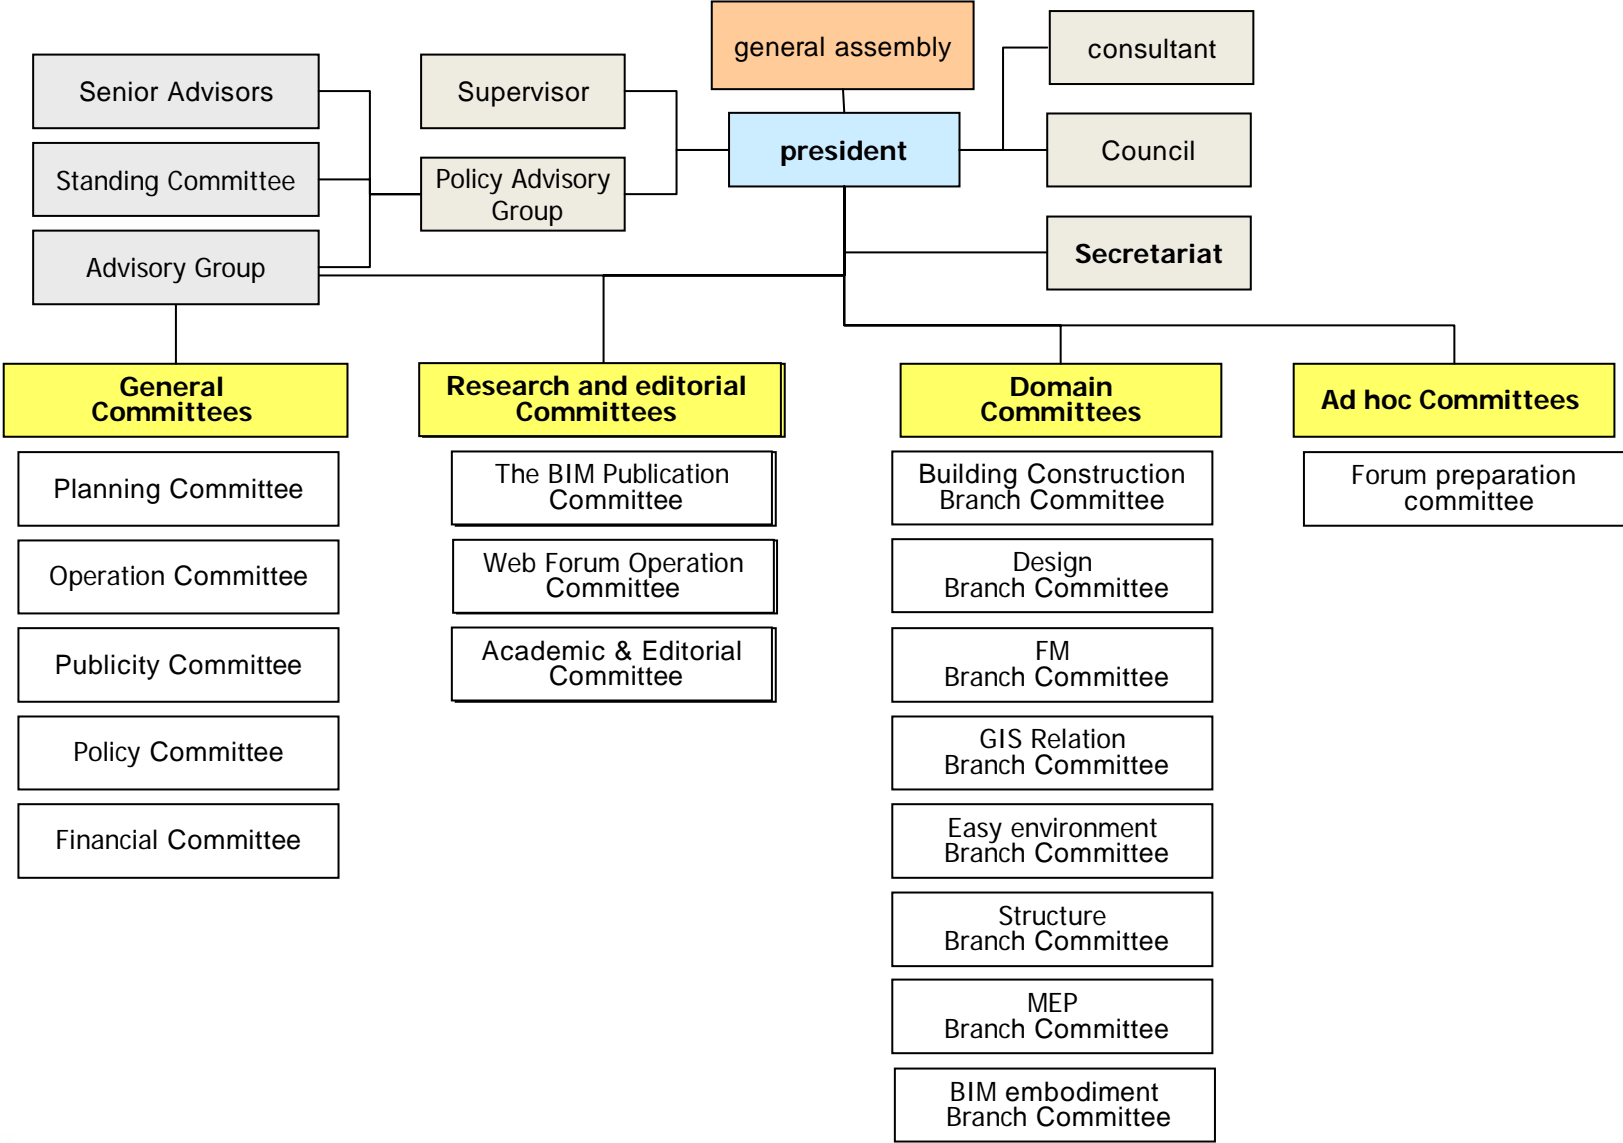 general assembly
consultant
Senior Advisors
Supervisor
president
Council
Standing Committee
Policy Advisory
Group
Secretariat
Advisory Group
General
Committees
Research and editorial
Committees
Domain
Committees
Ad hoc Committees
Planning Committee
Operation Committee
Publicity Committee
Policy Committee
Financial Committee
The BIM Publication
Committee
Web Forum Operation
Committee
Academic & Editorial
Committee
Building Construction
Branch Committee
Design
Branch Committee
FM
Branch Committee
GIS Relation
Branch Committee
Easy environment
Branch Committee
Structure
Branch Committee
MEP
Branch Committee
BIM embodiment
Branch Committee
Forum preparation
committee